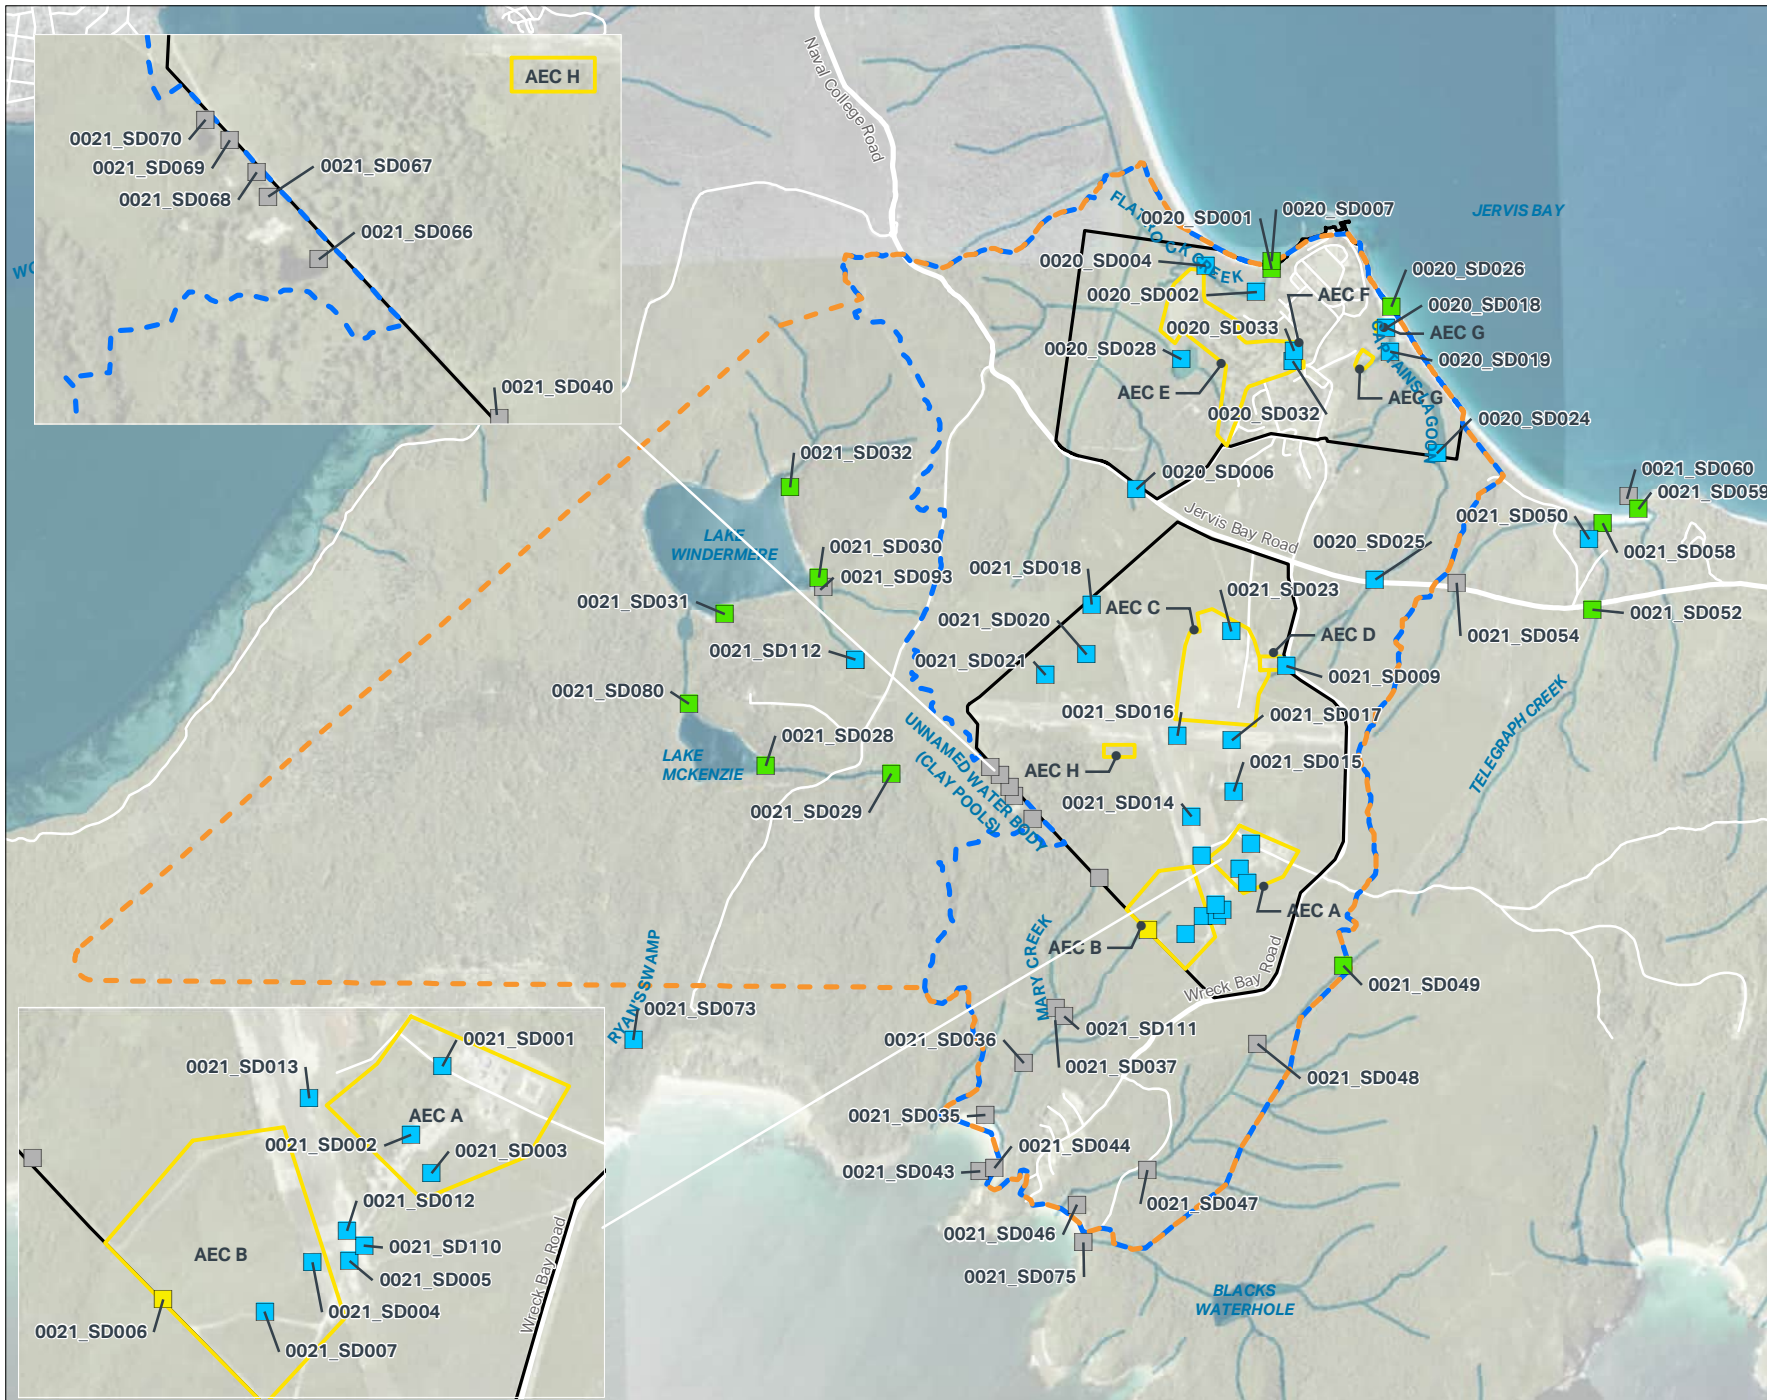 AEC H
0021_SD070
0021_SD069
0021_SD068
0021_SD067
0021_SD066
0021_SD040
Naval College Road
JERVIS BAY
FLAT ROCK CREEK
0020_SD001
0020_SD007
0020_SD004
0020_SD002
AEC F
0020_SD026
0020_SD018
AEC G
0020_SD033
0020_SD028
0020_SD019
AEC E
AEC G
0020_SD032
CAPTAINS LAGOON
0020_SD024
0020_SD006
0021_SD032
0021_SD060
0021_SD059
0021_SD050
0021_SD058
Jervis Bay Road
0020_SD025
LAKE
WINDERMERE
0021_SD030
0021_SD093
0021_SD018
0021_SD023
0021_SD031
AEC C
0021_SD052
0021_SD020
AEC D
0021_SD054
0021_SD112
0021_SD021
0021_SD009
0021_SD080
0021_SD016
0021_SD017
TELEGRAPH CREEK
UNNAMED WATER BODY
(CLAY POOLS)
0021_SD028
LAKE
MCKENZIE
AEC H
0021_SD015
0021_SD029
0021_SD014
AEC A
AEC B
MARY CREEK
Wreck Bay Road
0021_SD049
RYAN'S SWAMP
0021_SD073
0021_SD111
0021_SD036
0021_SD037
0021_SD048
0021_SD035
0021_SD044
0021_SD043
0021_SD047
0021_SD046
0021_SD075
BLACKS
WATERHOLE
0021_SD001
0021_SD013
AEC A
0021_SD002
0021_SD003
0021_SD012
AEC B
0021_SD110
0021_SD005
0021_SD004
0021_SD006
0021_SD007
Wreck Bay Road